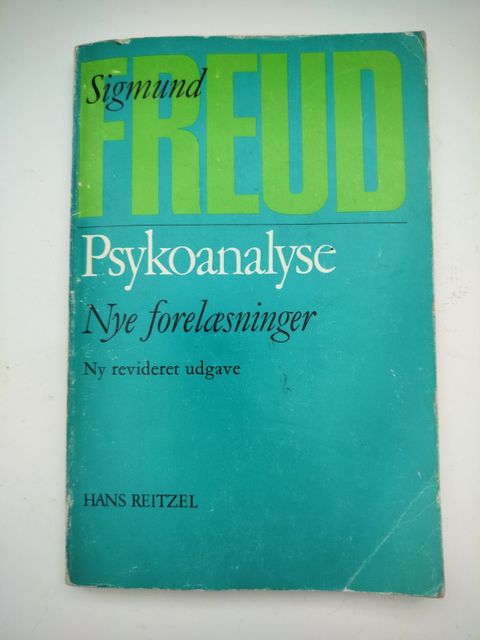 Sigmund
FREUD
Psykoanalyse
Nye forelæsninger
Ny revideret udgave
HANS REITZEL